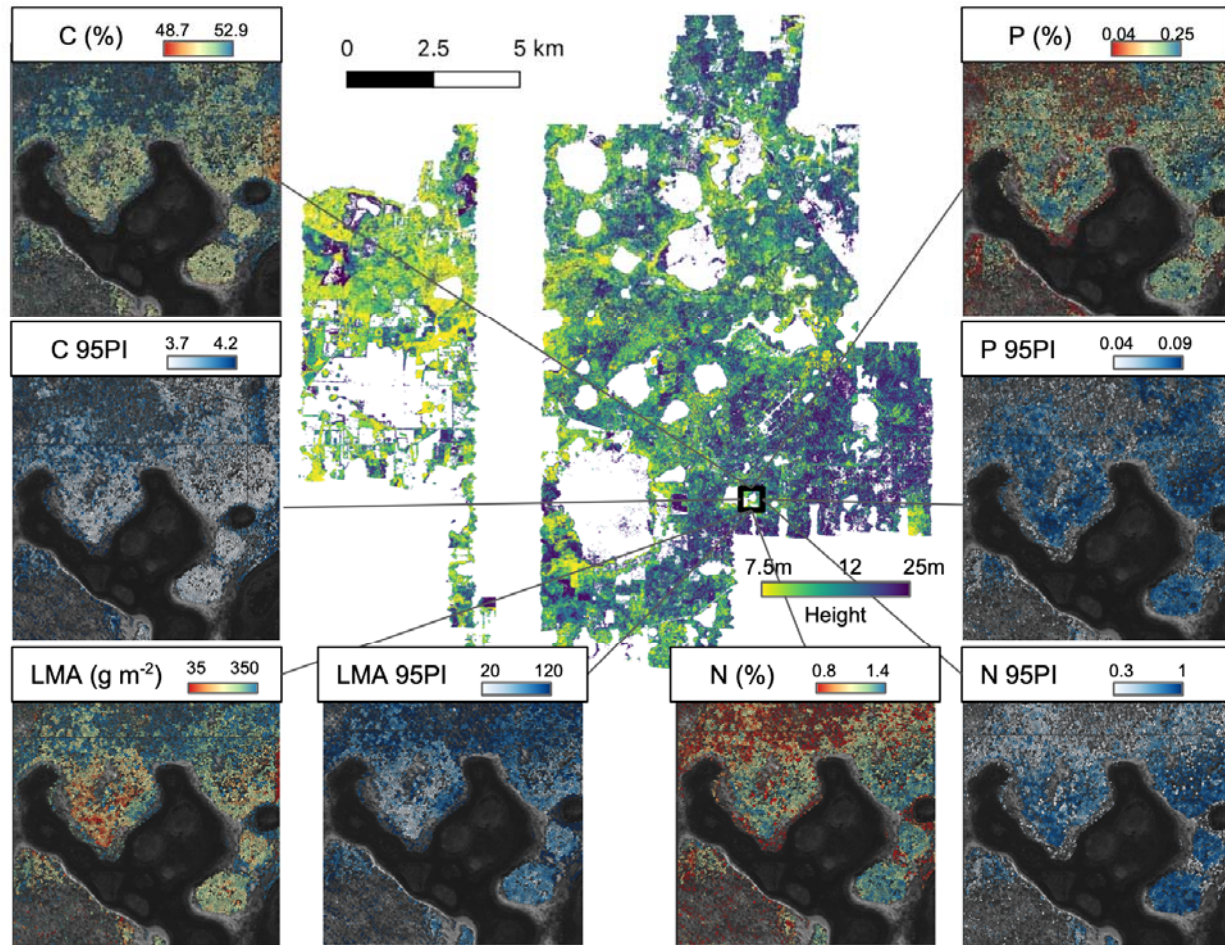 C (%) 48.7 52.9
0 2.5 5 km
P (%) 0.04 0.25
C 95PI 3.7 4.2
P 95PI 0.04 0.09
7.5m 12 25m
Height
LMA (g m⁻²) 35 350
LMA 95PI 20 120
N (%) 0.8 1.4
N 95PI 0.3 1